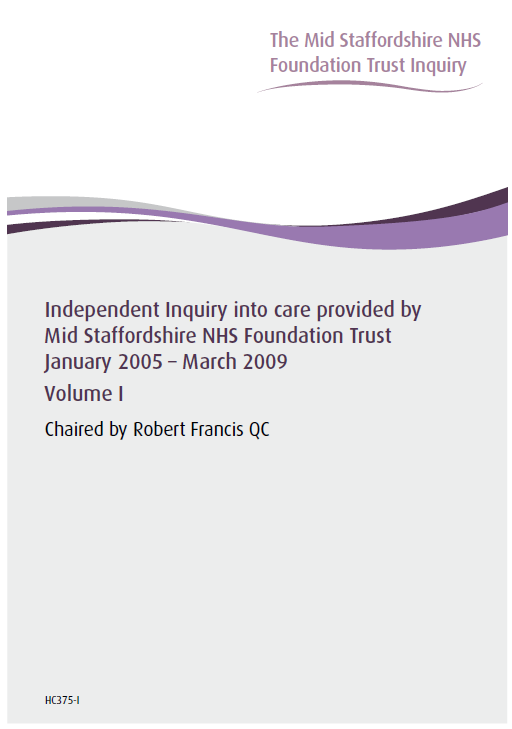 The Mid Staffordshire NHS
Foundation Trust Inquiry
Independent Inquiry into care provided by
Mid Staffordshire NHS Foundation Trust
January 2005 – March 2009
Volume I
Chaired by Robert Francis QC
HC375-I